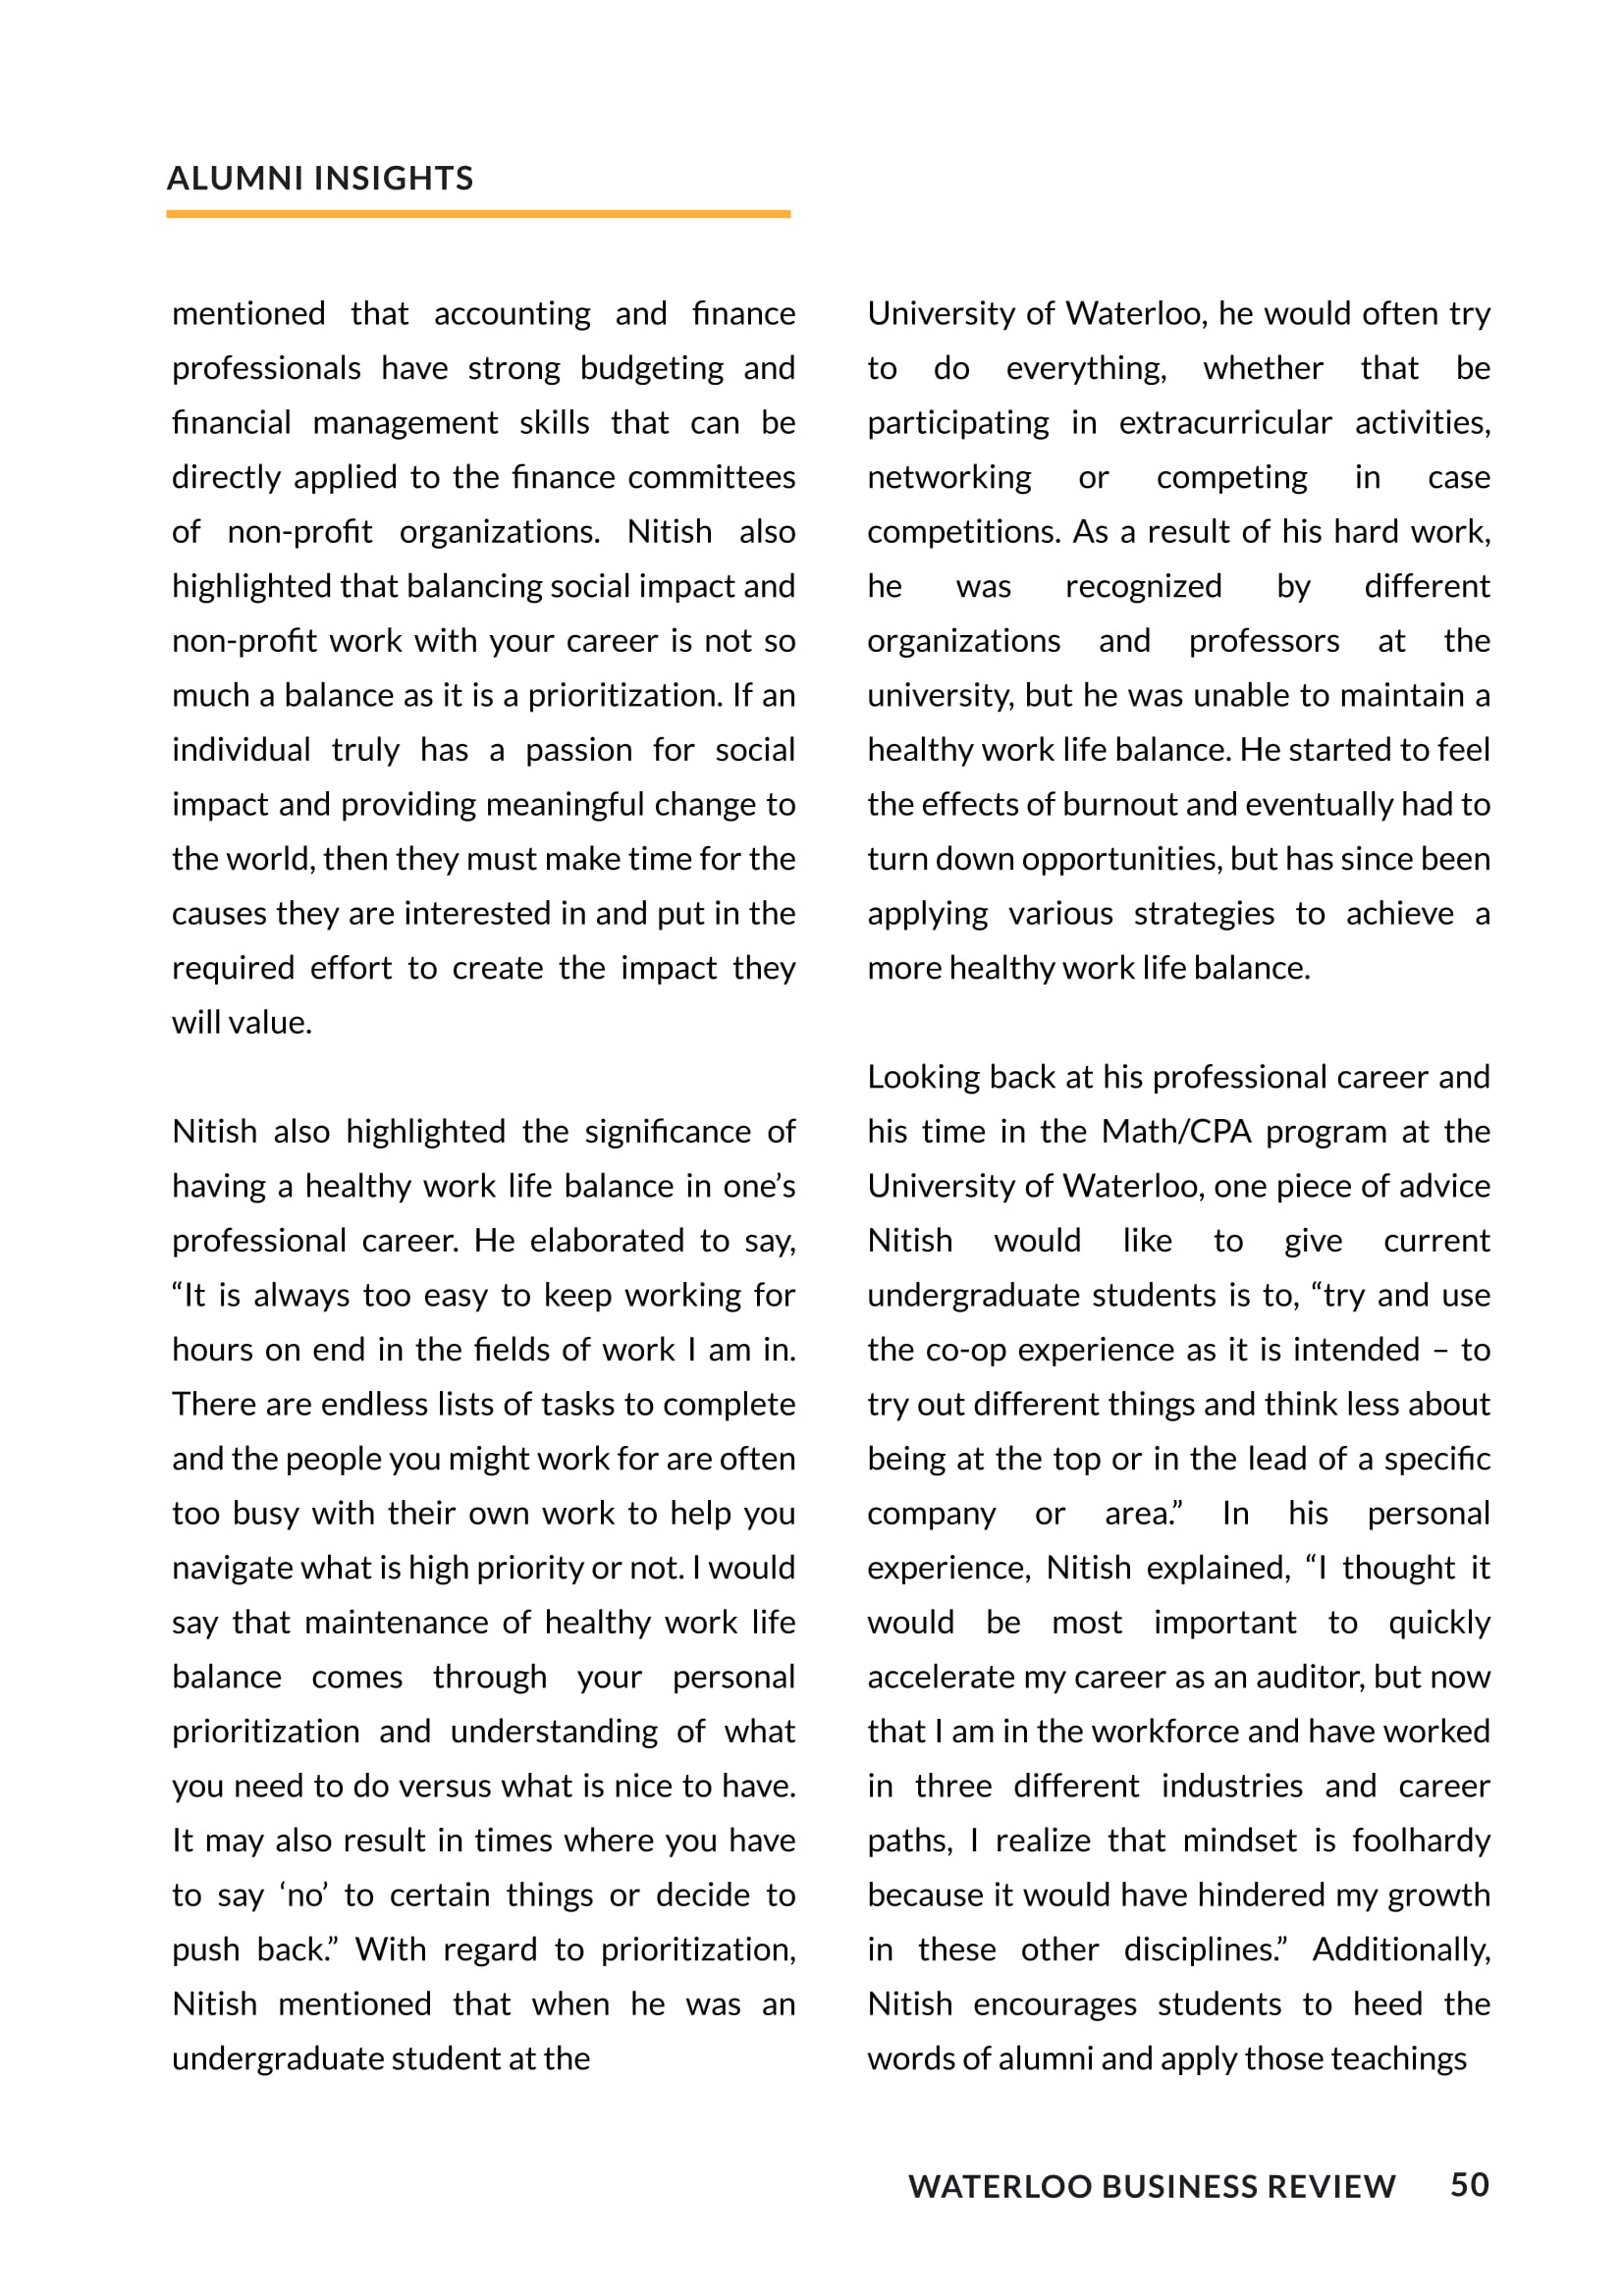 ALUMNI INSIGHTS
mentioned that accounting and finance
professionals have strong budgeting and
financial management skills that can be
directly applied to the finance committees
of non-profit organizations. Nitish also
highlighted that balancing social impact and
non-profit work with your career is not so
much a balance as it is a prioritization. If an
individual truly has a passion for social
impact and providing meaningful change to
the world, then they must make time for the
causes they are interested in and put in the
required effort to create the impact they
will value.
Nitish also highlighted the significance of
having a healthy work life balance in one’s
professional career. He elaborated to say,
“It is always too easy to keep working for
hours on end in the fields of work I am in.
There are endless lists of tasks to complete
and the people you might work for are often
too busy with their own work to help you
navigate what is high priority or not. I would
say that maintenance of healthy work life
balance comes through your personal
prioritization and understanding of what
you need to do versus what is nice to have.
It may also result in times where you have
to say ‘no’ to certain things or decide to
push back.” With regard to prioritization,
Nitish mentioned that when he was an
undergraduate student at the
University of Waterloo, he would often try
to do everything, whether that be
participating in extracurricular activities,
networking or competing in case
competitions. As a result of his hard work,
he was recognized by different
organizations and professors at the
university, but he was unable to maintain a
healthy work life balance. He started to feel
the effects of burnout and eventually had to
turn down opportunities, but has since been
applying various strategies to achieve a
more healthy work life balance.
Looking back at his professional career and
his time in the Math/CPA program at the
University of Waterloo, one piece of advice
Nitish would like to give current
undergraduate students is to, “try and use
the co-op experience as it is intended – to
try out different things and think less about
being at the top or in the lead of a specific
company or area.” In his personal
experience, Nitish explained, “I thought it
would be most important to quickly
accelerate my career as an auditor, but now
that I am in the workforce and have worked
in three different industries and career
paths, I realize that mindset is foolhardy
because it would have hindered my growth
in these other disciplines.” Additionally,
Nitish encourages students to heed the
words of alumni and apply those teachings
WATERLOO BUSINESS REVIEW 50